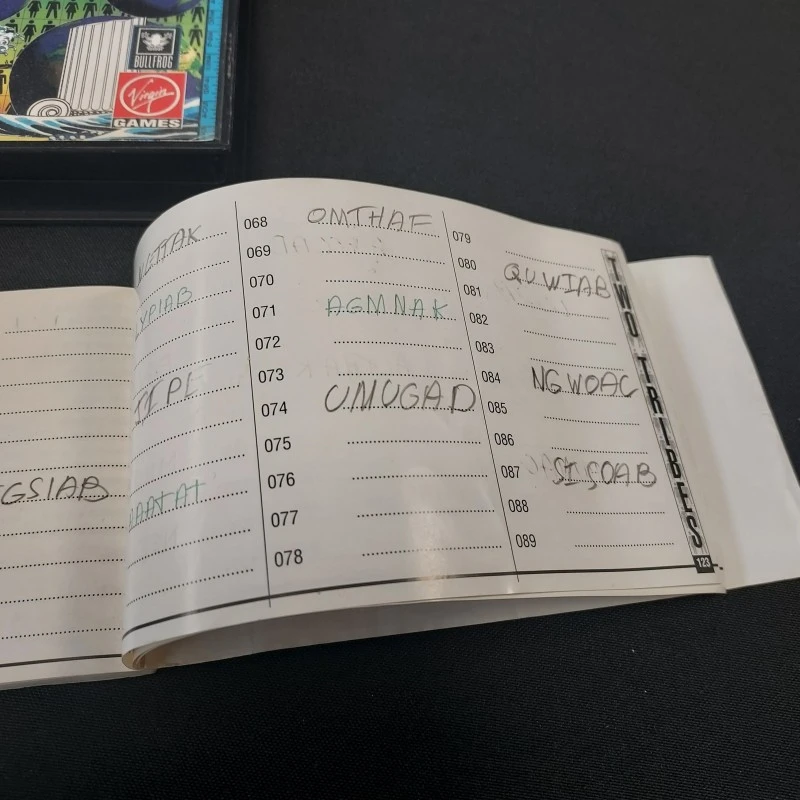 BULLFROG
Virgin
GAMES
GSIAB
068 OMTHAF
069
070
071 AGMNAK
072
073
074 UMUGAD
075
076
077
078
079
080 QUWIAB
081
082
083
084 NGWOAC
085
086
087 SISOAB
088
089
TWO TRIBES
123